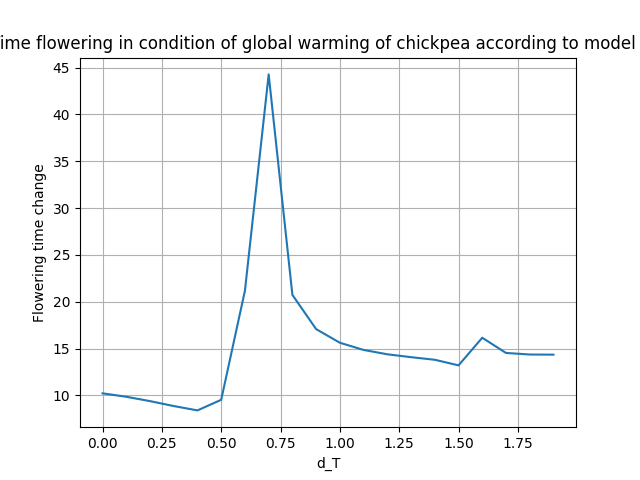 ime flowering in condition of global warming of chickpea according to model
45
40
35
30
25
20
15
10
Flowering time change
0.00 0.25 0.50 0.75 1.00 1.25 1.50 1.75
d_T